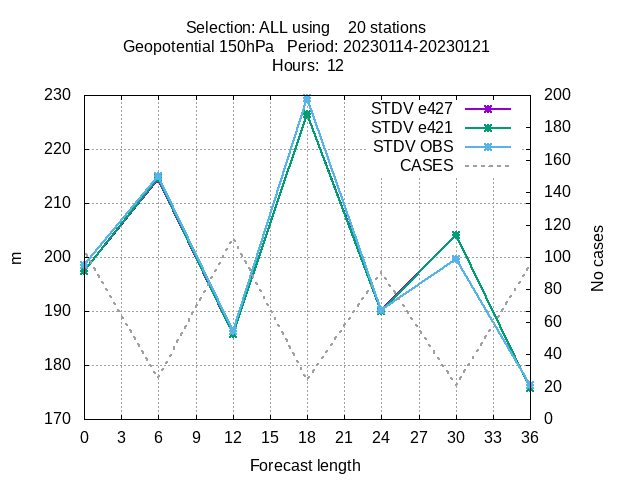 Selection: ALL using    20 stations
Geopotential 150hPa   Period: 20230114-20230121
Hours:  12
STDV e427
STDV e421
STDV OBS
CASES
230
220
210
200
190
180
170
m
200
180
160
140
120
100
80
60
40
20
0
No cases
0 3 6 9 12 15 18 21 24 27 30 33 36
Forecast length